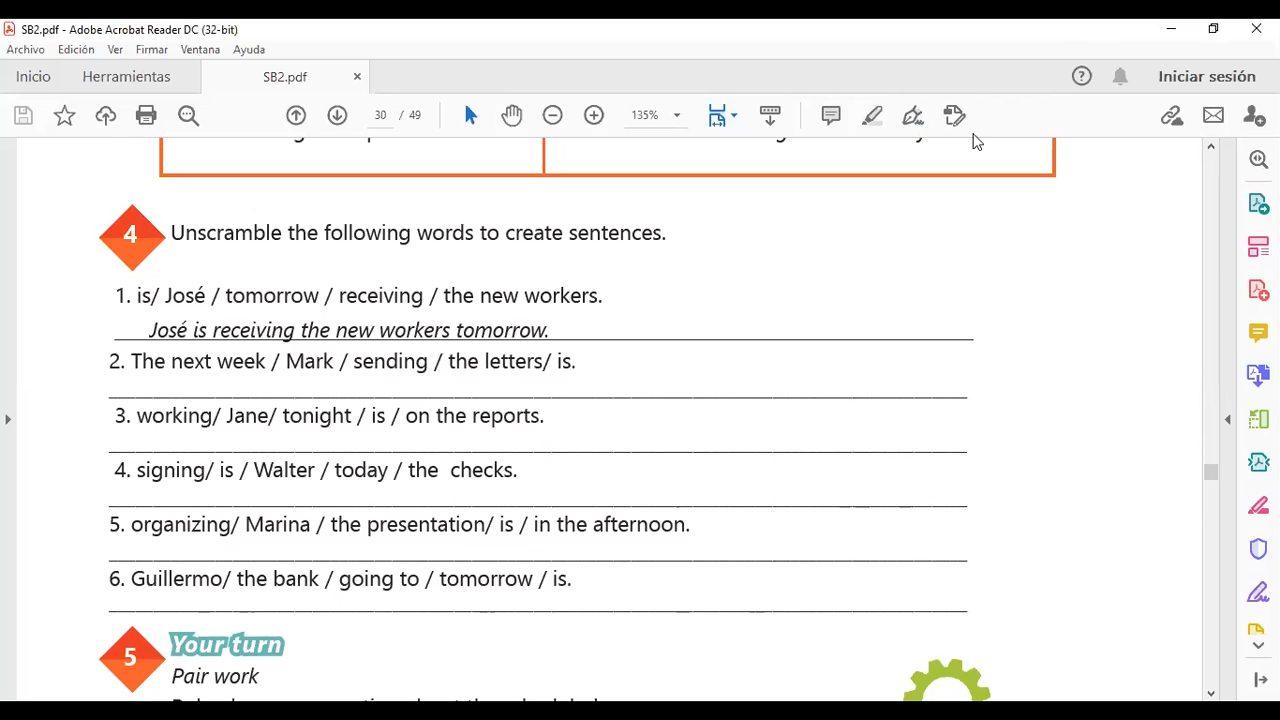 SB2.pdf - Adobe Acrobat Reader DC (32-bit)
Archivo Edición Ver Firmar Ventana Ayuda
Inicio Herramientas SB2.pdf × Iniciar sesión
30 / 49 135%
4 Unscramble the following words to create sentences.
1. is/ José / tomorrow / receiving / the new workers.
José is receiving the new workers tomorrow.
2. The next week / Mark / sending / the letters/ is.
3. working/ Jane/ tonight / is / on the reports.
4. signing/ is / Walter / today / the checks.
5. organizing/ Marina / the presentation/ is / in the afternoon.
6. Guillermo/ the bank / going to / tomorrow / is.
5 Your turn
Pair work